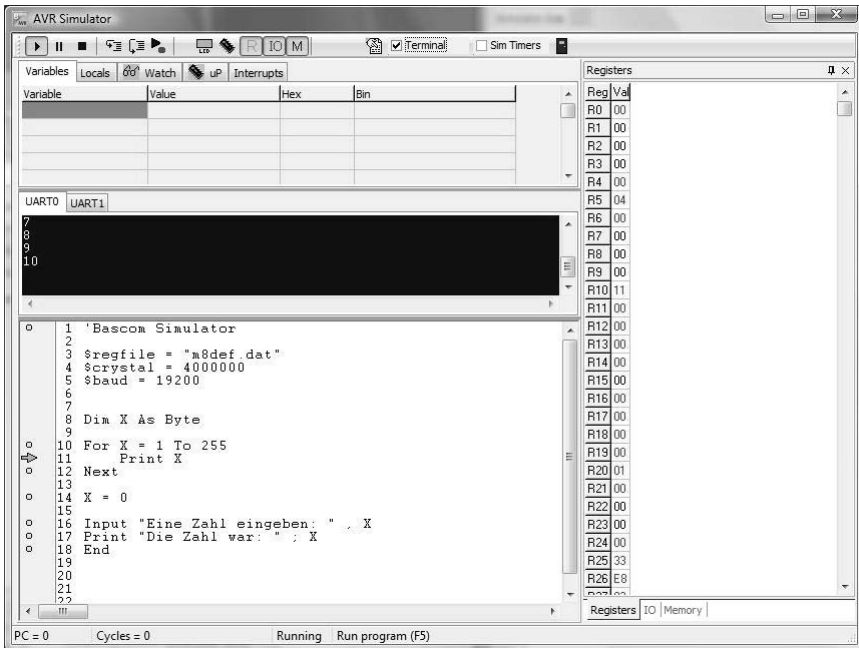 AVR Simulator
R IO M Terminal Sim Timers
Variables Locals Watch uP Interrupts
Variable Value Hex Bin
UART0 UART1
7
8
9
10
1 'Bascom Simulator
2
3 $regfile = "m8def.dat"
4 $crystal = 4000000
5 $baud = 19200
6
7
8 Dim X As Byte
9
10 For X = 1 To 255
11 Print X
12 Next
13
14 X = 0
15
16 Input "Eine Zahl eingeben: " , X
17 Print "Die Zahl war: " ; X
18 End
19
20
21
22
Registers
Reg Val
R0 00
R1 00
R2 00
R3 00
R4 00
R5 04
R6 00
R7 00
R8 00
R9 00
R10 11
R11 00
R12 00
R13 00
R14 00
R15 00
R16 00
R17 00
R18 00
R19 00
R20 01
R21 00
R22 00
R23 00
R24 00
R25 33
R26 E8
Registers IO Memory
PC = 0 Cycles = 0 Running Run program (F5)